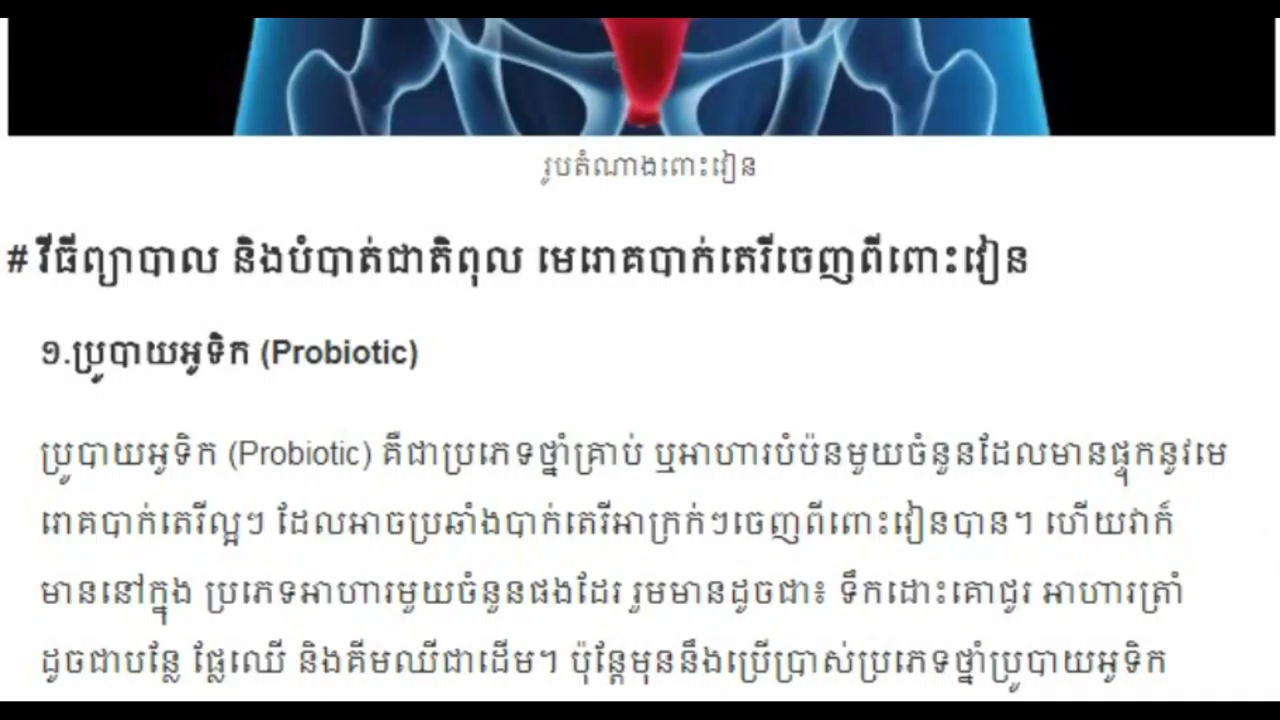 រូបតំណាងពោះវៀន
# វីធីព្យាបាល និងបំបាត់ជាតិពុល មេរោគបាក់តេរីចេញពីពោះវៀន
១.ប្រូបាយអូទិក (Probiotic)
ប្រូបាយអូទិក (Probiotic) គឺជាប្រភេទថ្នាំគ្រាប់ ឬអាហារបំប៉នមួយចំនួនដែលមានផ្ទុកនូវមេ
រោគបាក់តេរីល្អៗ ដែលអាចប្រឆាំងបាក់តេរីអាក្រក់ៗចេញពីពោះវៀនបាន។ ហើយវាក៏
មាននៅក្នុង ប្រភេទអាហារមួយចំនួនផងដែរ រួមមានដូចជា៖ ទឹកដោះគោជូរ អាហារត្រាំ
ដូចជាបន្លែ ផ្លែឈើ និងគីមឈីជាដើម។ ប៉ុន្តែមុននឹងប្រើប្រាស់ប្រភេទថ្នាំប្រូបាយអូទិក